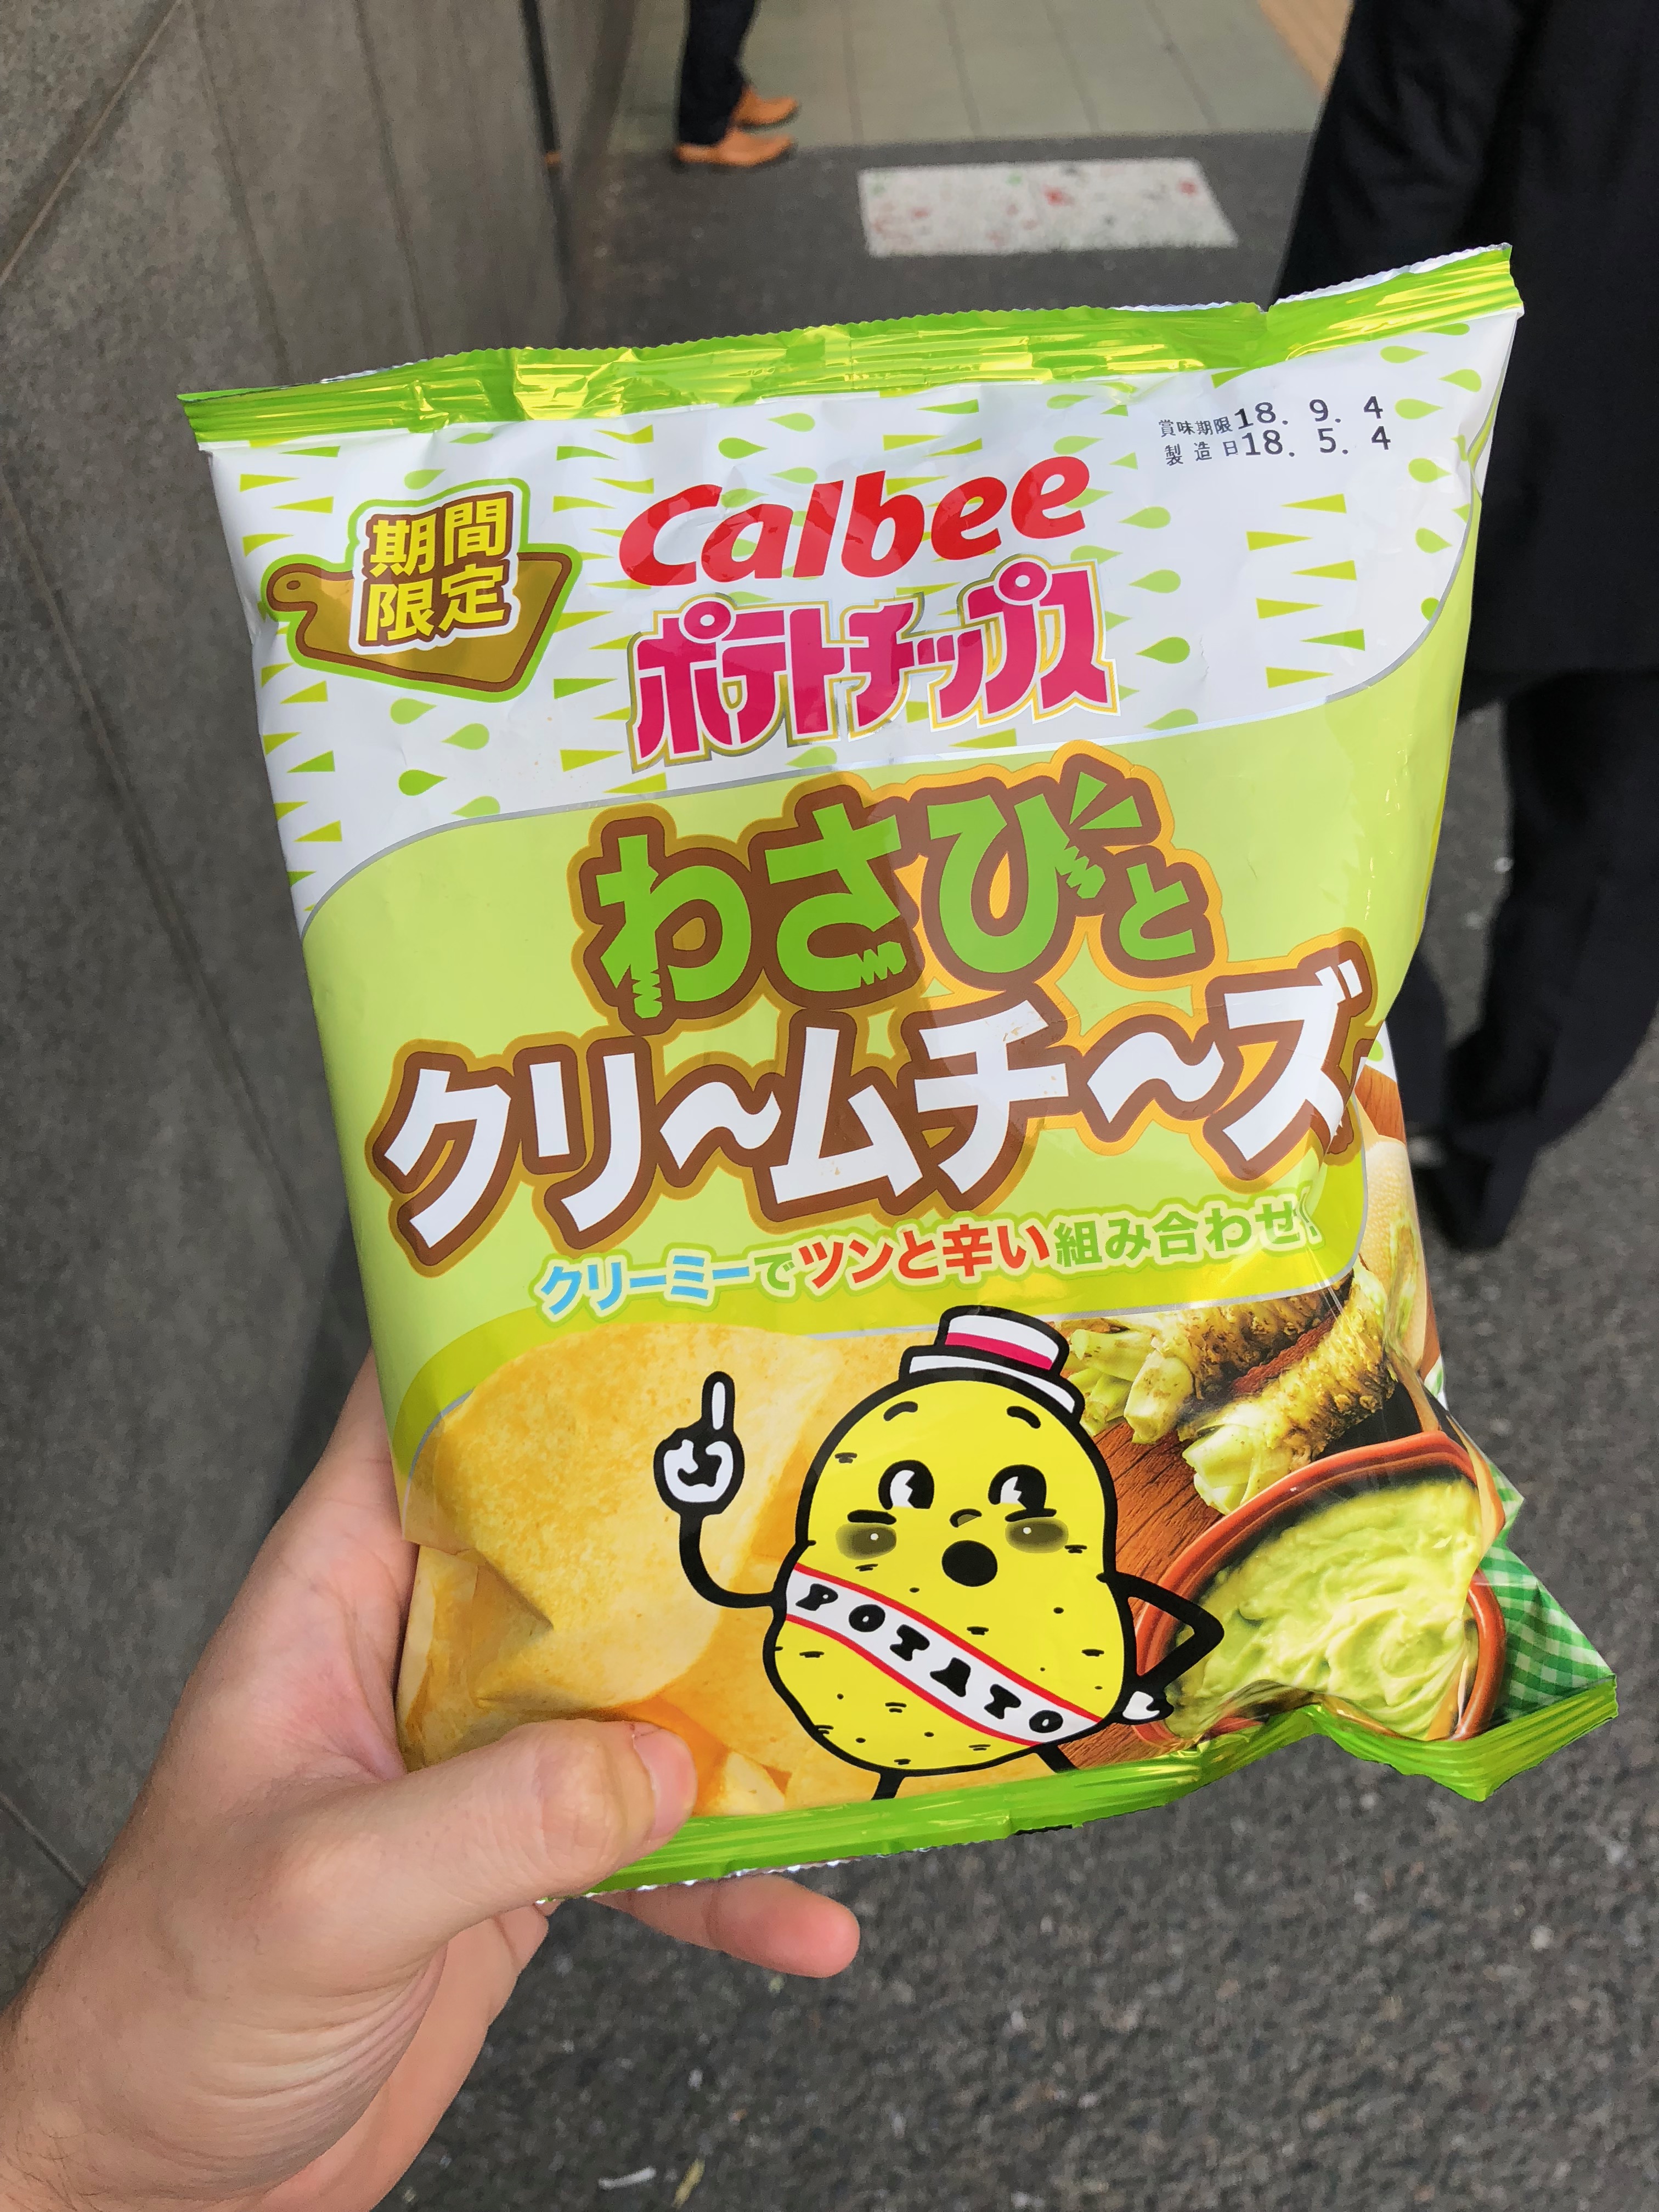 賞味期限18. 9. 4
製造日18. 5. 4
Calbee
ポテトチップス
期間
限定
わさびと
クリ〜ムチ〜ズ
クリーミーでツンと辛い組み合わせ!
POTATO